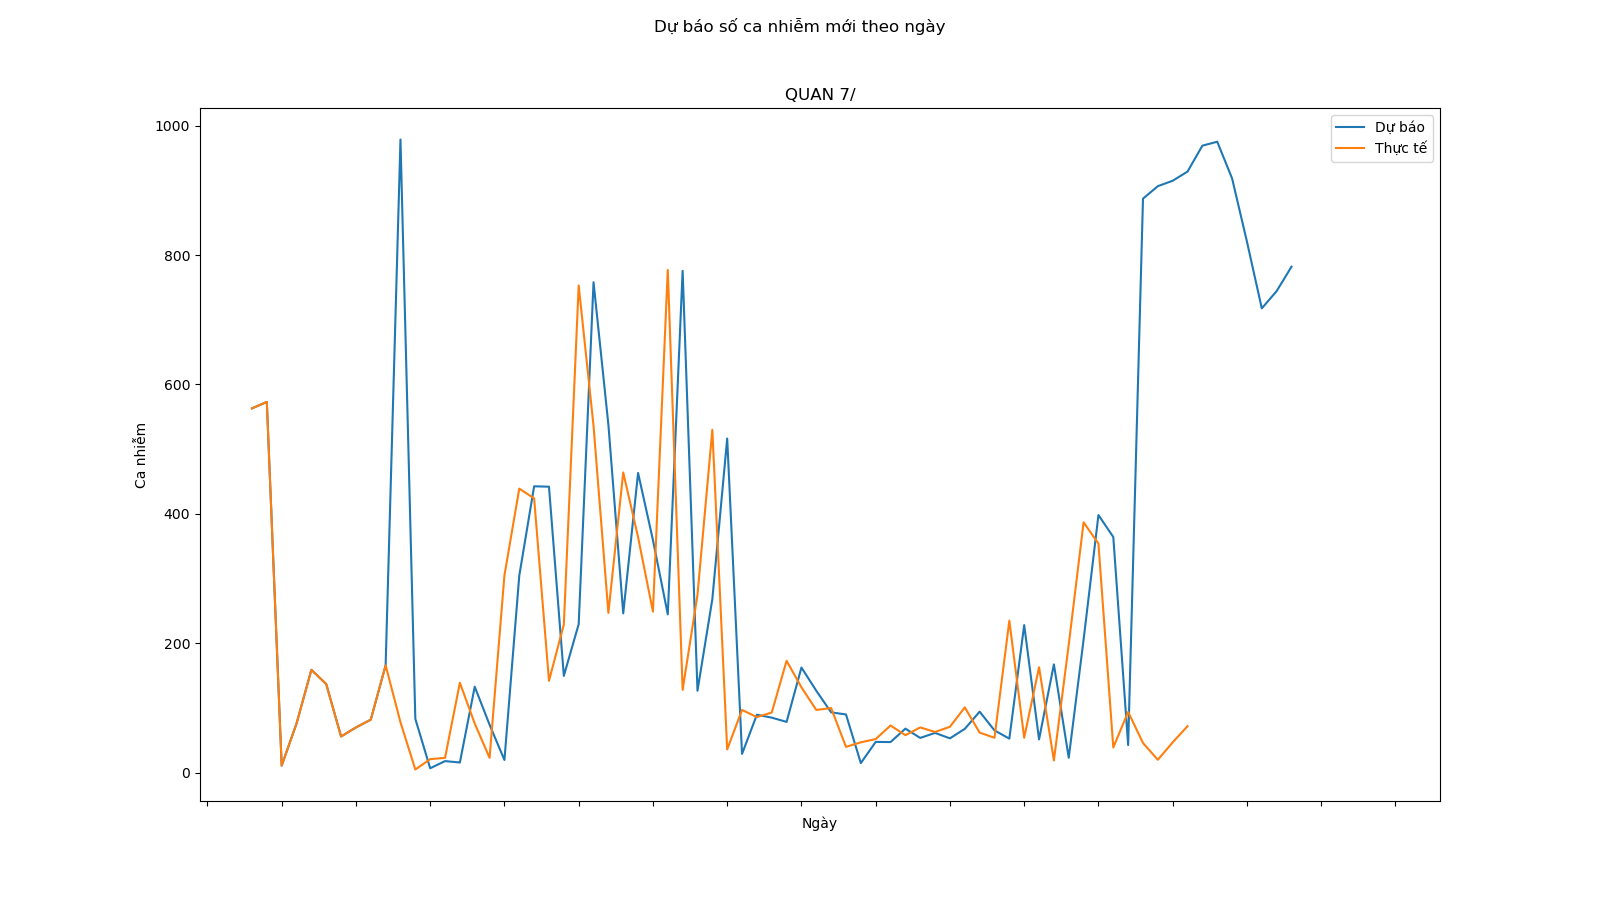 Dự báo số ca nhiễm mới theo ngày
QUAN 7/
1000
800
600
400
200
0
Ca nhiễm
Ngày
Dự báo
Thực tế